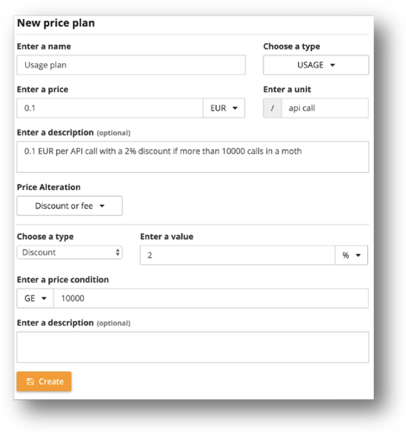 New price plan
Enter a name Choose a type
Usage plan USAGE
Enter a price Enter a unit
0.1 EUR / api call
Enter a description (optional)
0.1 EUR per API call with a 2% discount if more than 10000 calls in a moth
Price Alteration
Discount or fee
Choose a type Enter a value
Discount 2 %
Enter a price condition
GE 10000
Enter a description (optional)
Create